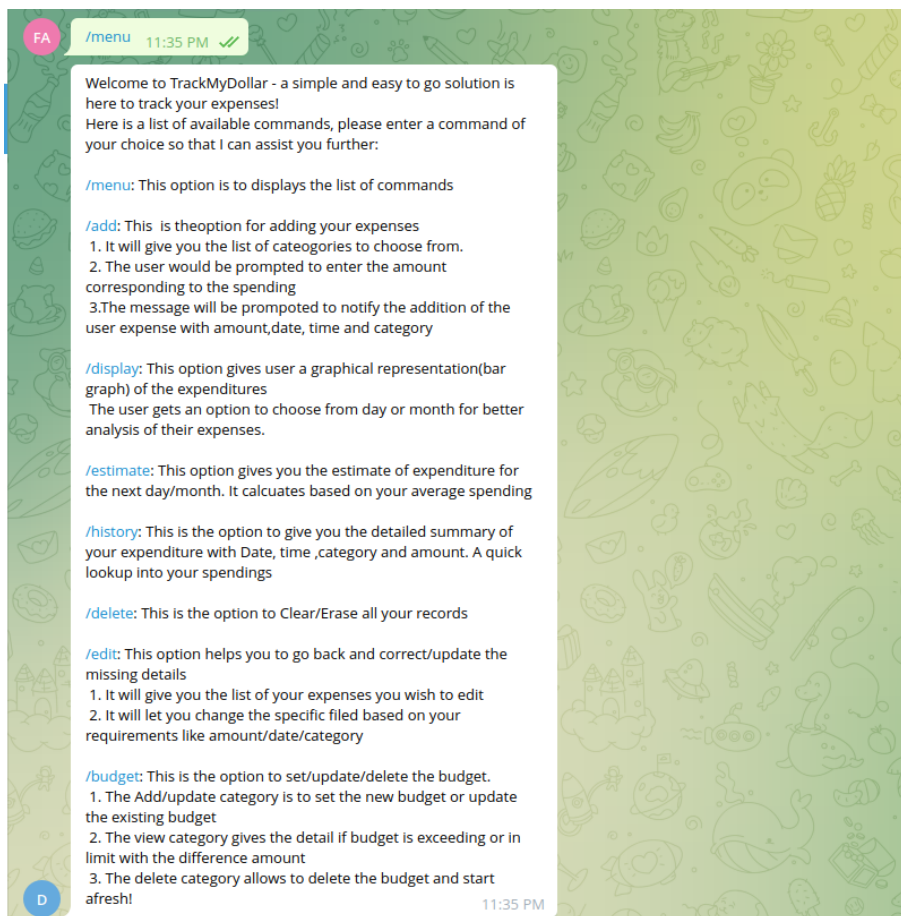 FA
/menu 11:35 PM
Welcome to TrackMyDollar - a simple and easy to go solution is
here to track your expenses!
Here is a list of available commands, please enter a command of
your choice so that I can assist you further:
/menu: This option is to displays the list of commands
/add: This  is theoption for adding your expenses
1. It will give you the list of cateogories to choose from.
2. The user would be prompted to enter the amount
corresponding to the spending
3.The message will be prompoted to notify the addition of the
user expense with amount,date, time and category
/display: This option gives user a graphical representation(bar
graph) of the expenditures
The user gets an option to choose from day or month for better
analysis of their expenses.
/estimate: This option gives you the estimate of expenditure for
the next day/month. It calcuates based on your average spending
/history: This is the option to give you the detailed summary of
your expenditure with Date, time ,category and amount. A quick
lookup into your spendings
/delete: This is the option to Clear/Erase all your records
/edit: This option helps you to go back and correct/update the
missing details
1. It will give you the list of your expenses you wish to edit
2. It will let you change the specific filed based on your
requirements like amount/date/category
/budget: This is the option to set/update/delete the budget.
1. The Add/update category is to set the new budget or update
the existing budget
2. The view category gives the detail if budget is exceeding or in
limit with the difference amount
3. The delete category allows to delete the budget and start
afresh!
11:35 PM
D